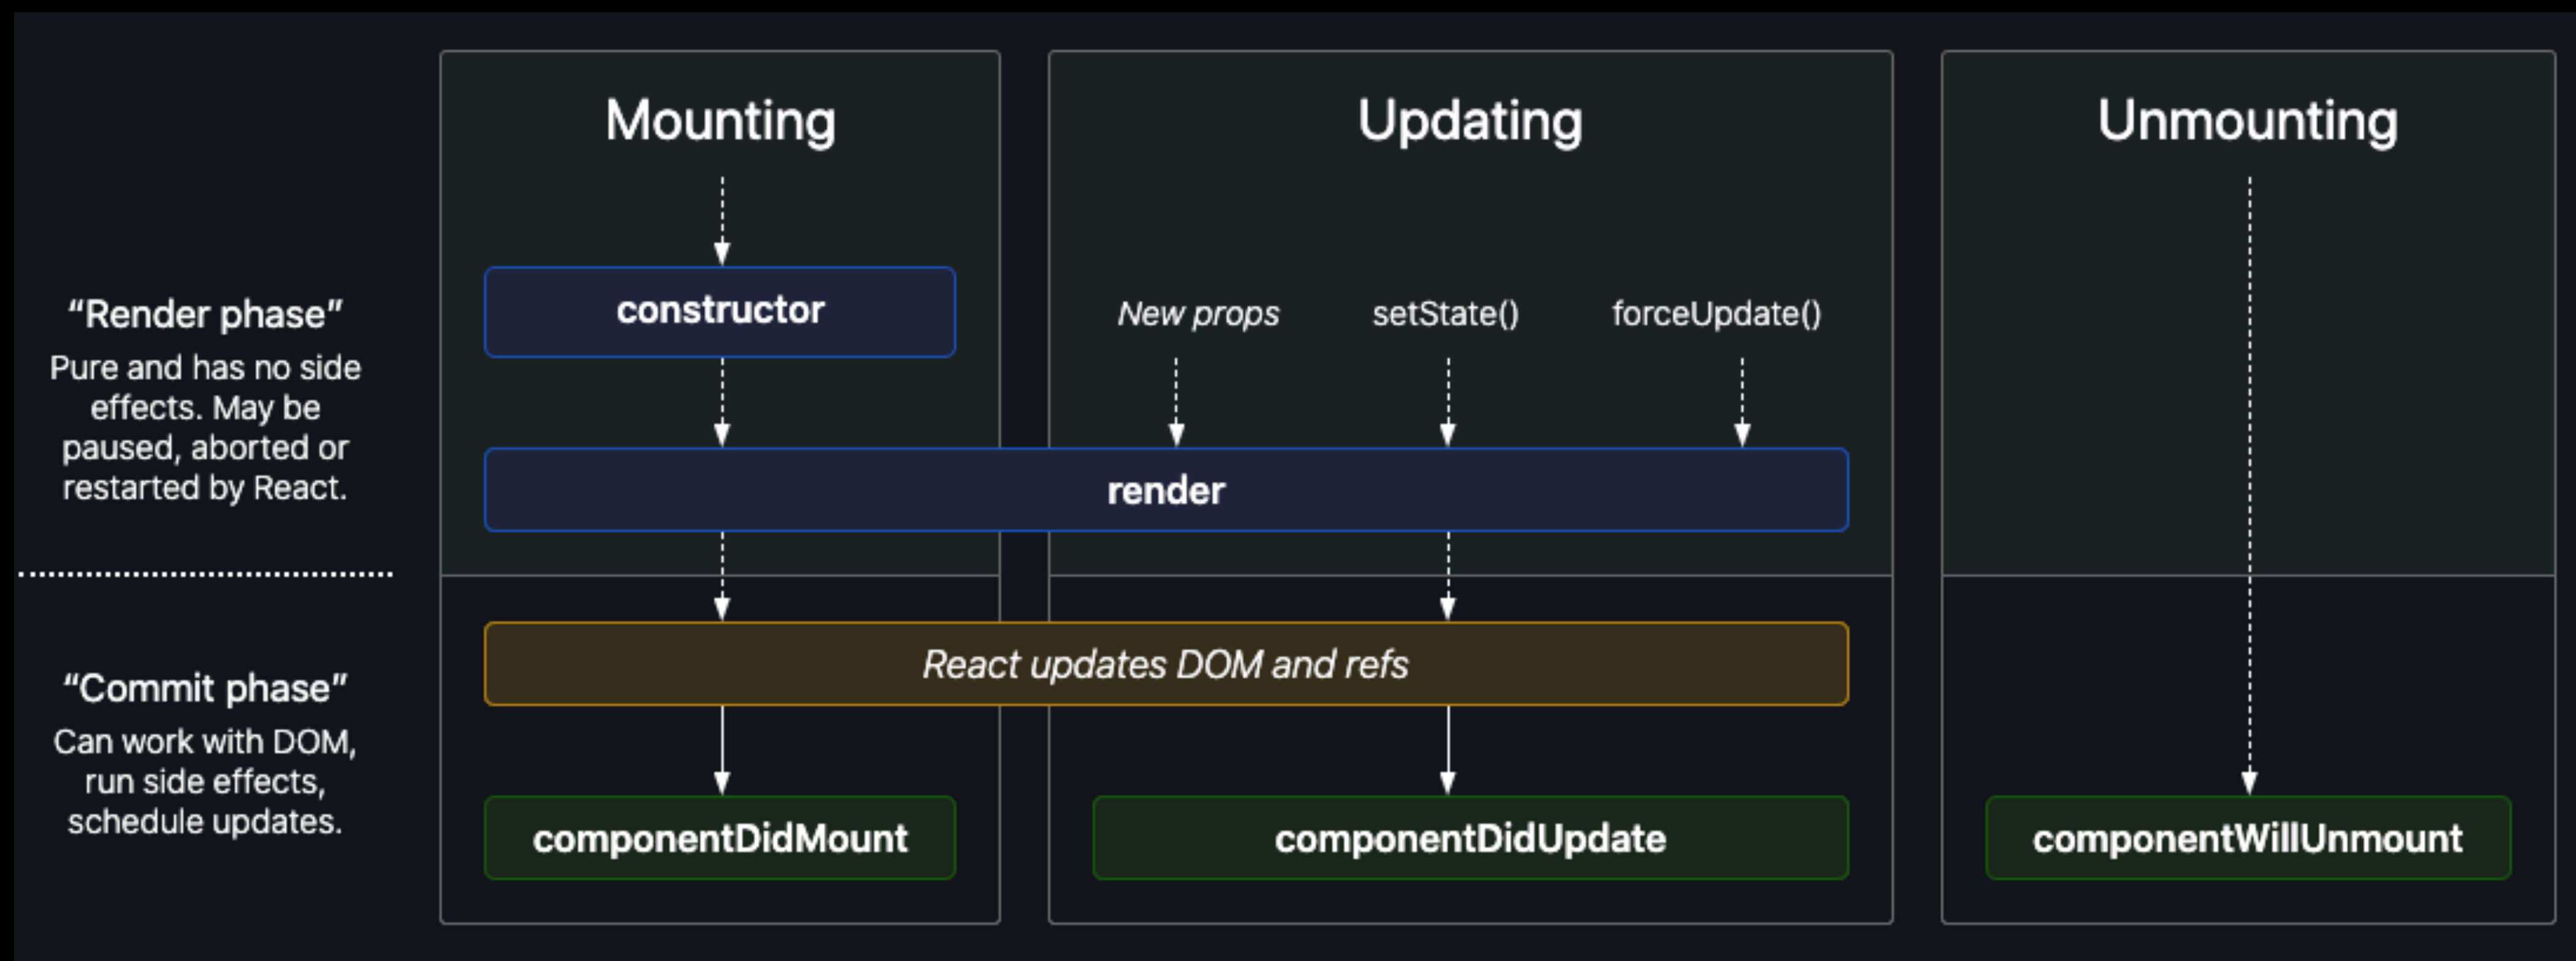 Mounting
Updating
Unmounting
“Render phase”
Pure and has no side
effects. May be
paused, aborted or
restarted by React.
constructor
New props
setState()
forceUpdate()
render
“Commit phase”
Can work with DOM,
run side effects,
schedule updates.
React updates DOM and refs
componentDidMount
componentDidUpdate
componentWillUnmount